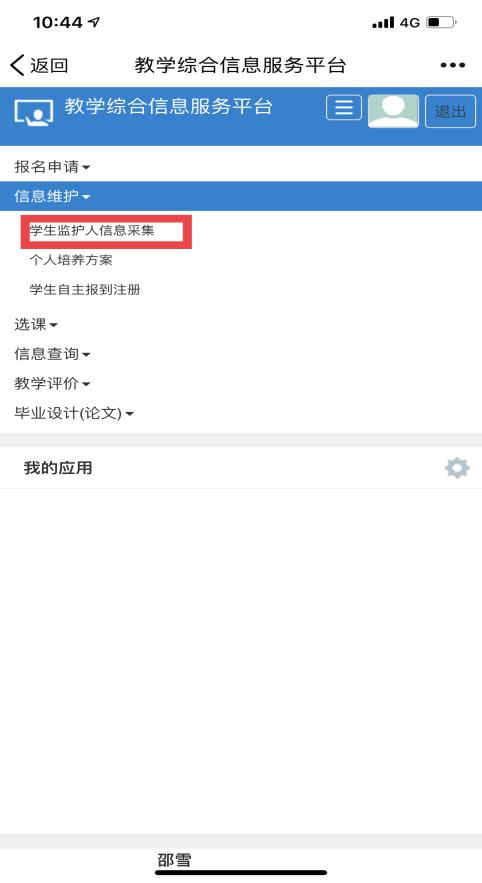 10:44
4G
返回
教学综合信息服务平台
教学综合信息服务平台
退出
报名申请
信息维护
学生监护人信息采集
个人培养方案
学生自主报到注册
选课
信息查询
教学评价
毕业设计(论文)
我的应用
邵雪